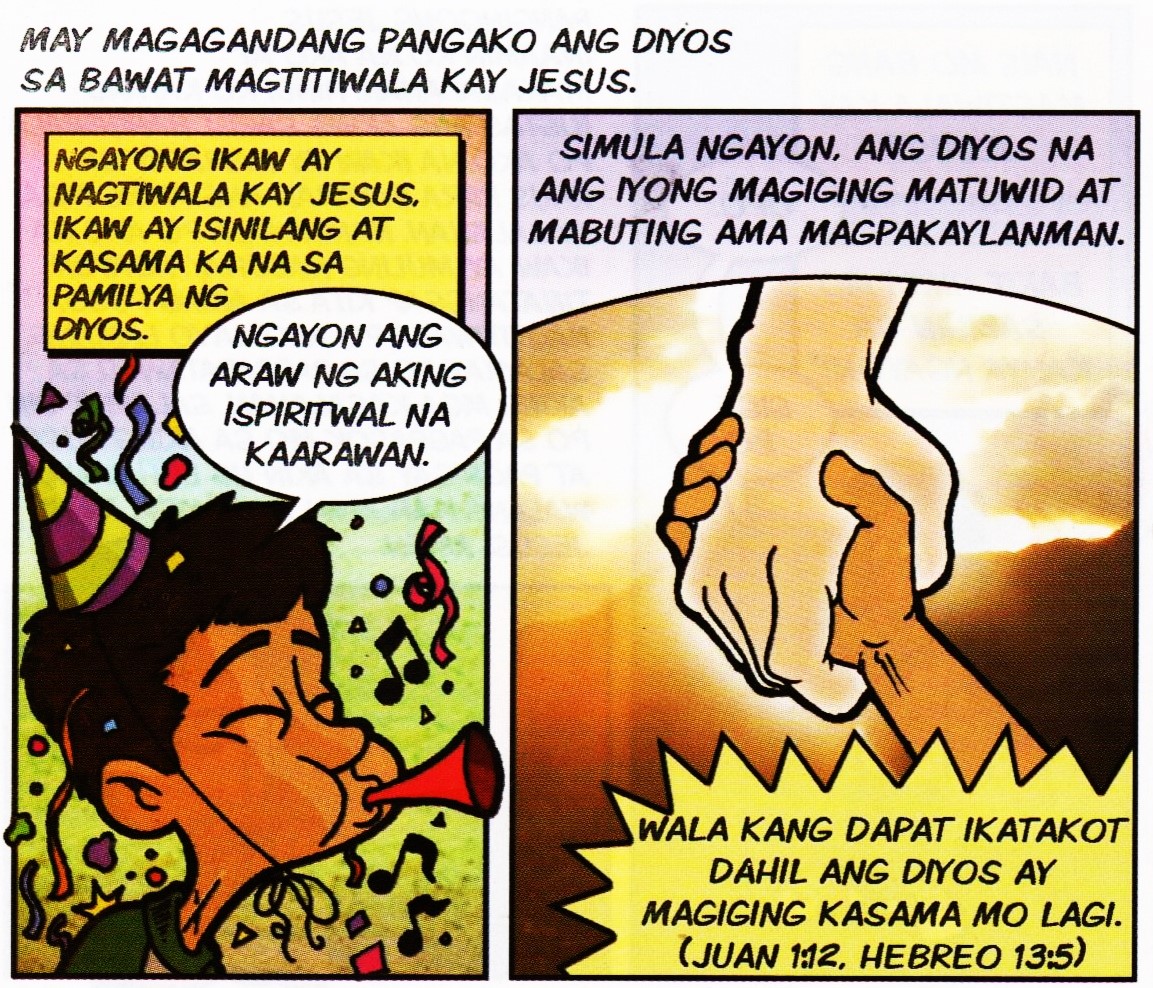 MAY MAGAGANDANG PANGAKO ANG DIYOS
SA BAWAT MAGTITIWALA KAY JESUS.
NGAYONG IKAW AY
NAGTIWALA KAY JESUS,
IKAW AY ISINILANG AT
KASAMA KA NA SA
PAMILYA NG
DIYOS.
NGAYON ANG
ARAW NG AKING
ISPIRITWAL NA
KAARAWAN.
SIMULA NGAYON, ANG DIYOS NA
ANG IYONG MAGIGING MATUWID AT
MABUTING AMA MAGPAKAYLANMAN.
WALA KANG DAPAT IKATAKOT
DAHIL ANG DIYOS AY
MAGIGING KASAMA MO LAGI.
(JUAN 1:12, HEBREO 13:5)